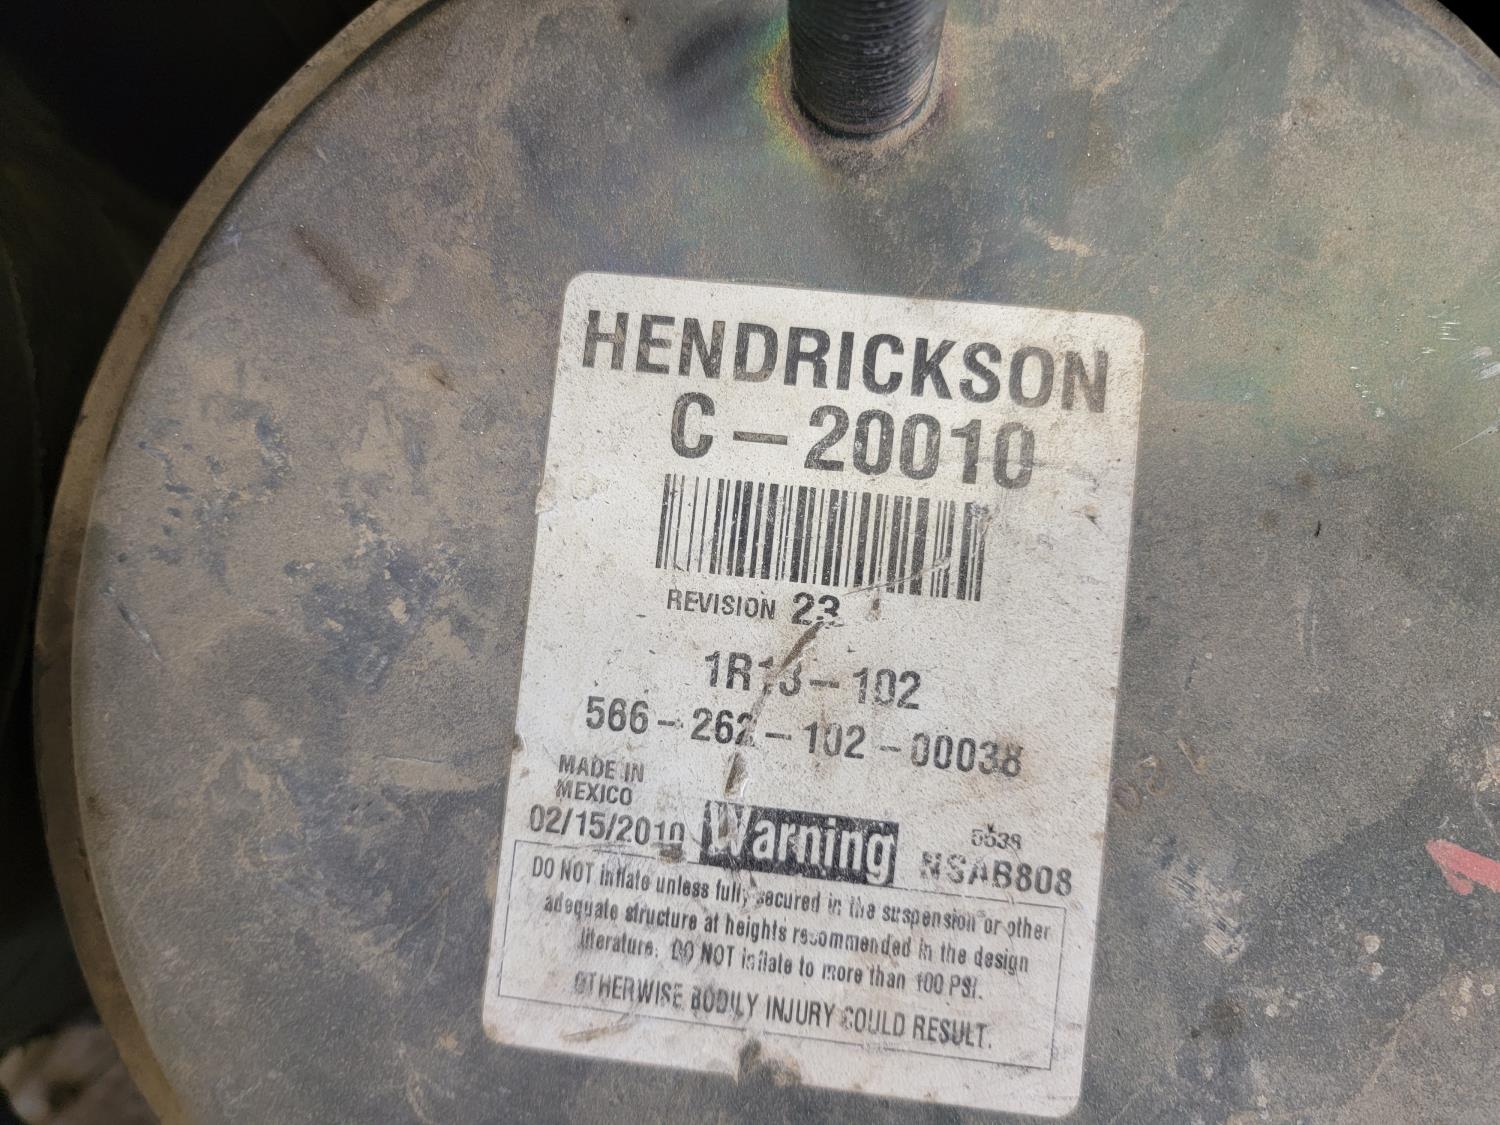 HENDRICKSON
C-20010
REVISION 23
1R13-102
566-262-102-00038
MADE IN
MEXICO
02/15/2010
Warning
5538
NSAB808
DO NOT inflate unless fully secured in the suspension or other
adequate structure at heights recommended in the design
literature. DO NOT inflate to more than 100 PSI.
OTHERWISE BODILY INJURY COULD RESULT.